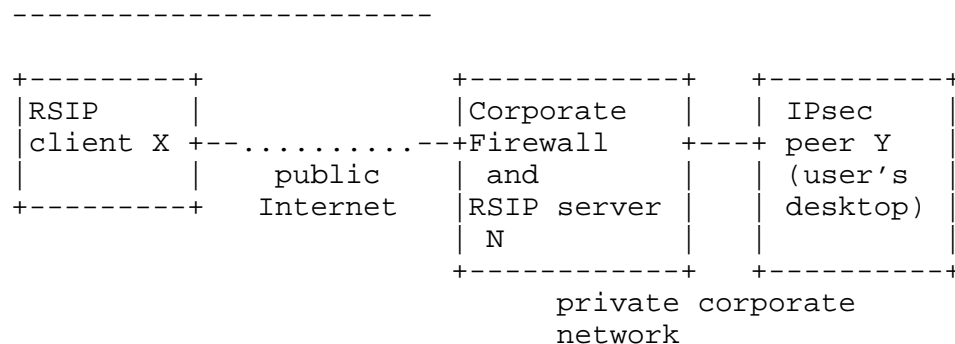 RSIP client X
public Internet
Corporate Firewall and RSIP server N
IPsec peer Y (user's desktop)
private corporate network